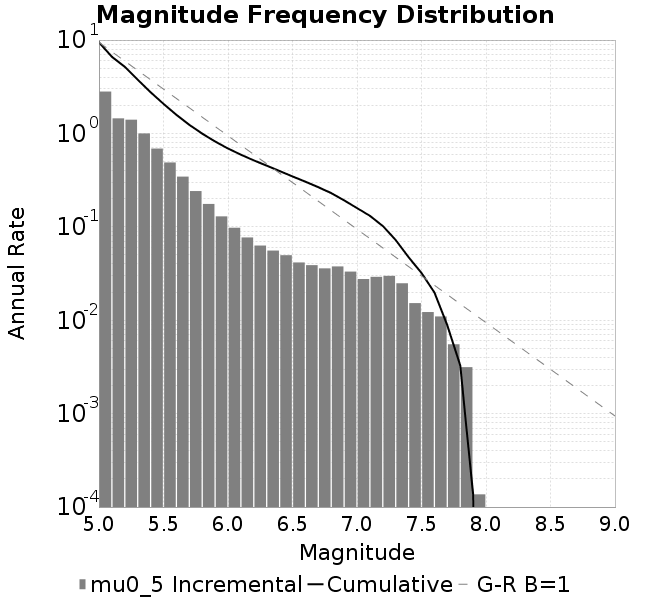 Magnitude Frequency Distribution
10^1
10^0
10^-1
10^-2
10^-3
10^-4
Annual Rate
5.0 5.5 6.0 6.5 7.0 7.5 8.0 8.5 9.0
Magnitude
mu0_5 Incremental Cumulative G-R B=1